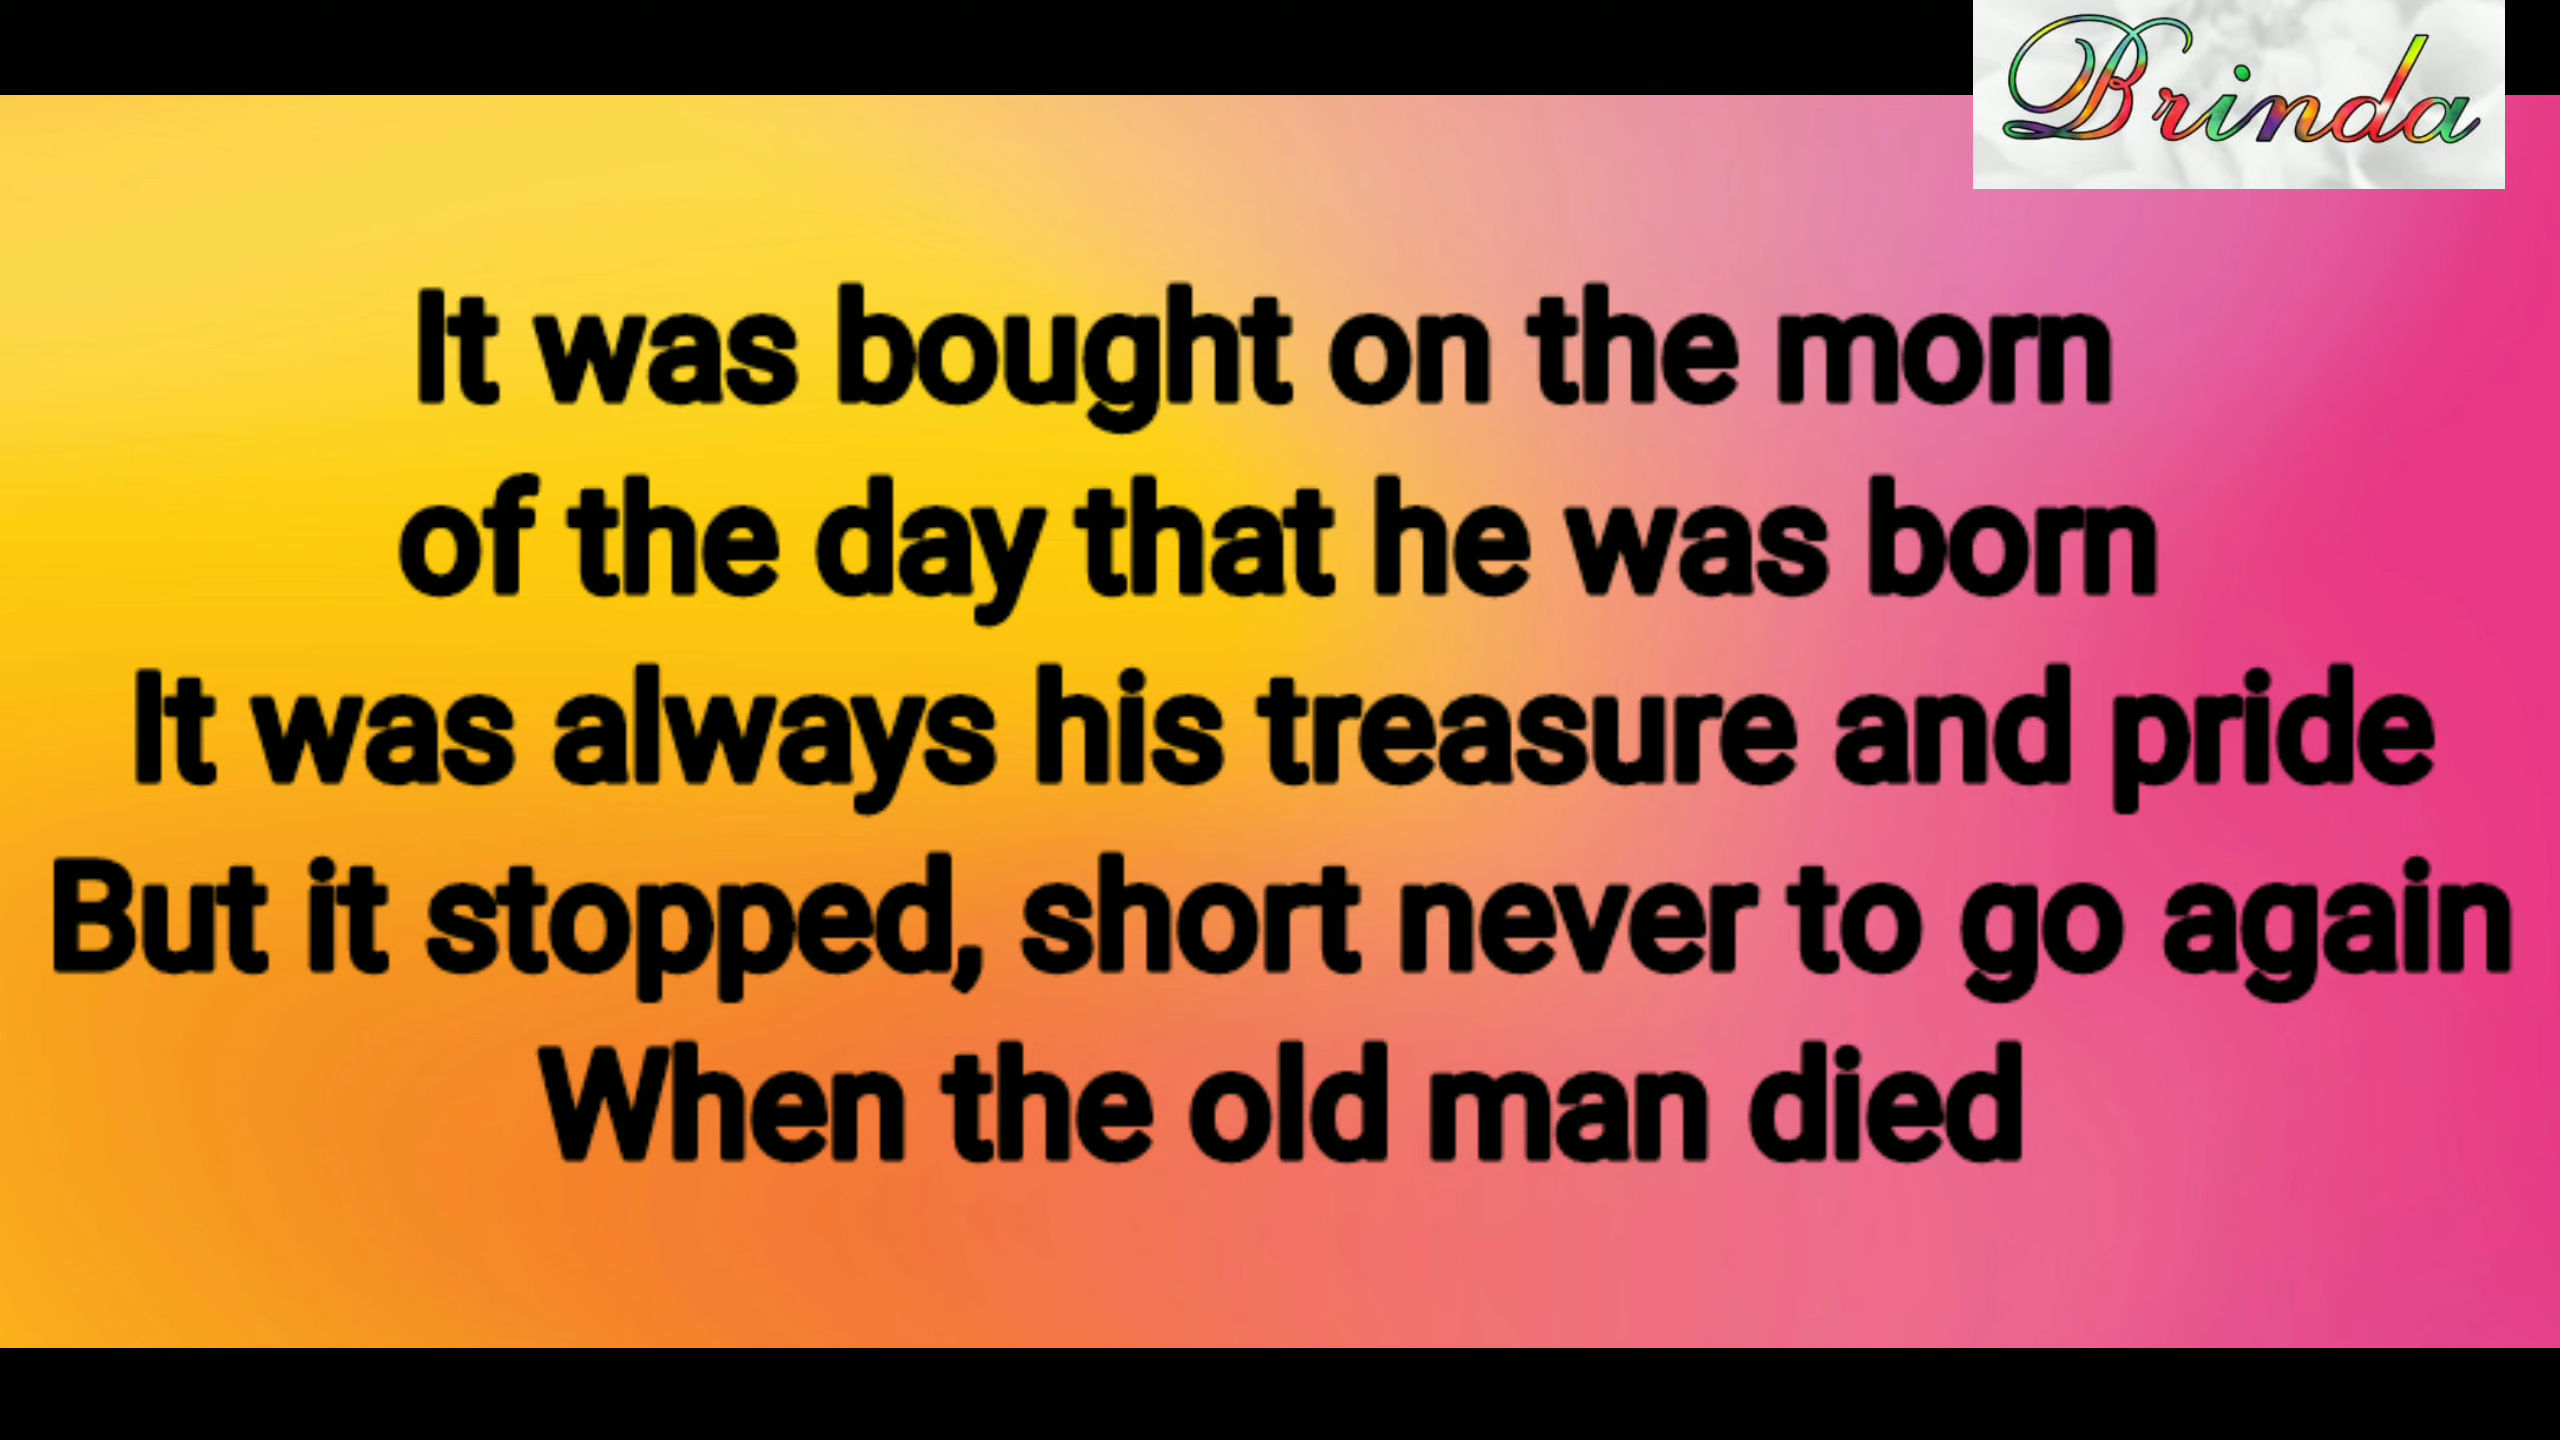 Brinda
It was bought on the morn
of the day that he was born
It was always his treasure and pride
But it stopped, short never to go again
When the old man died